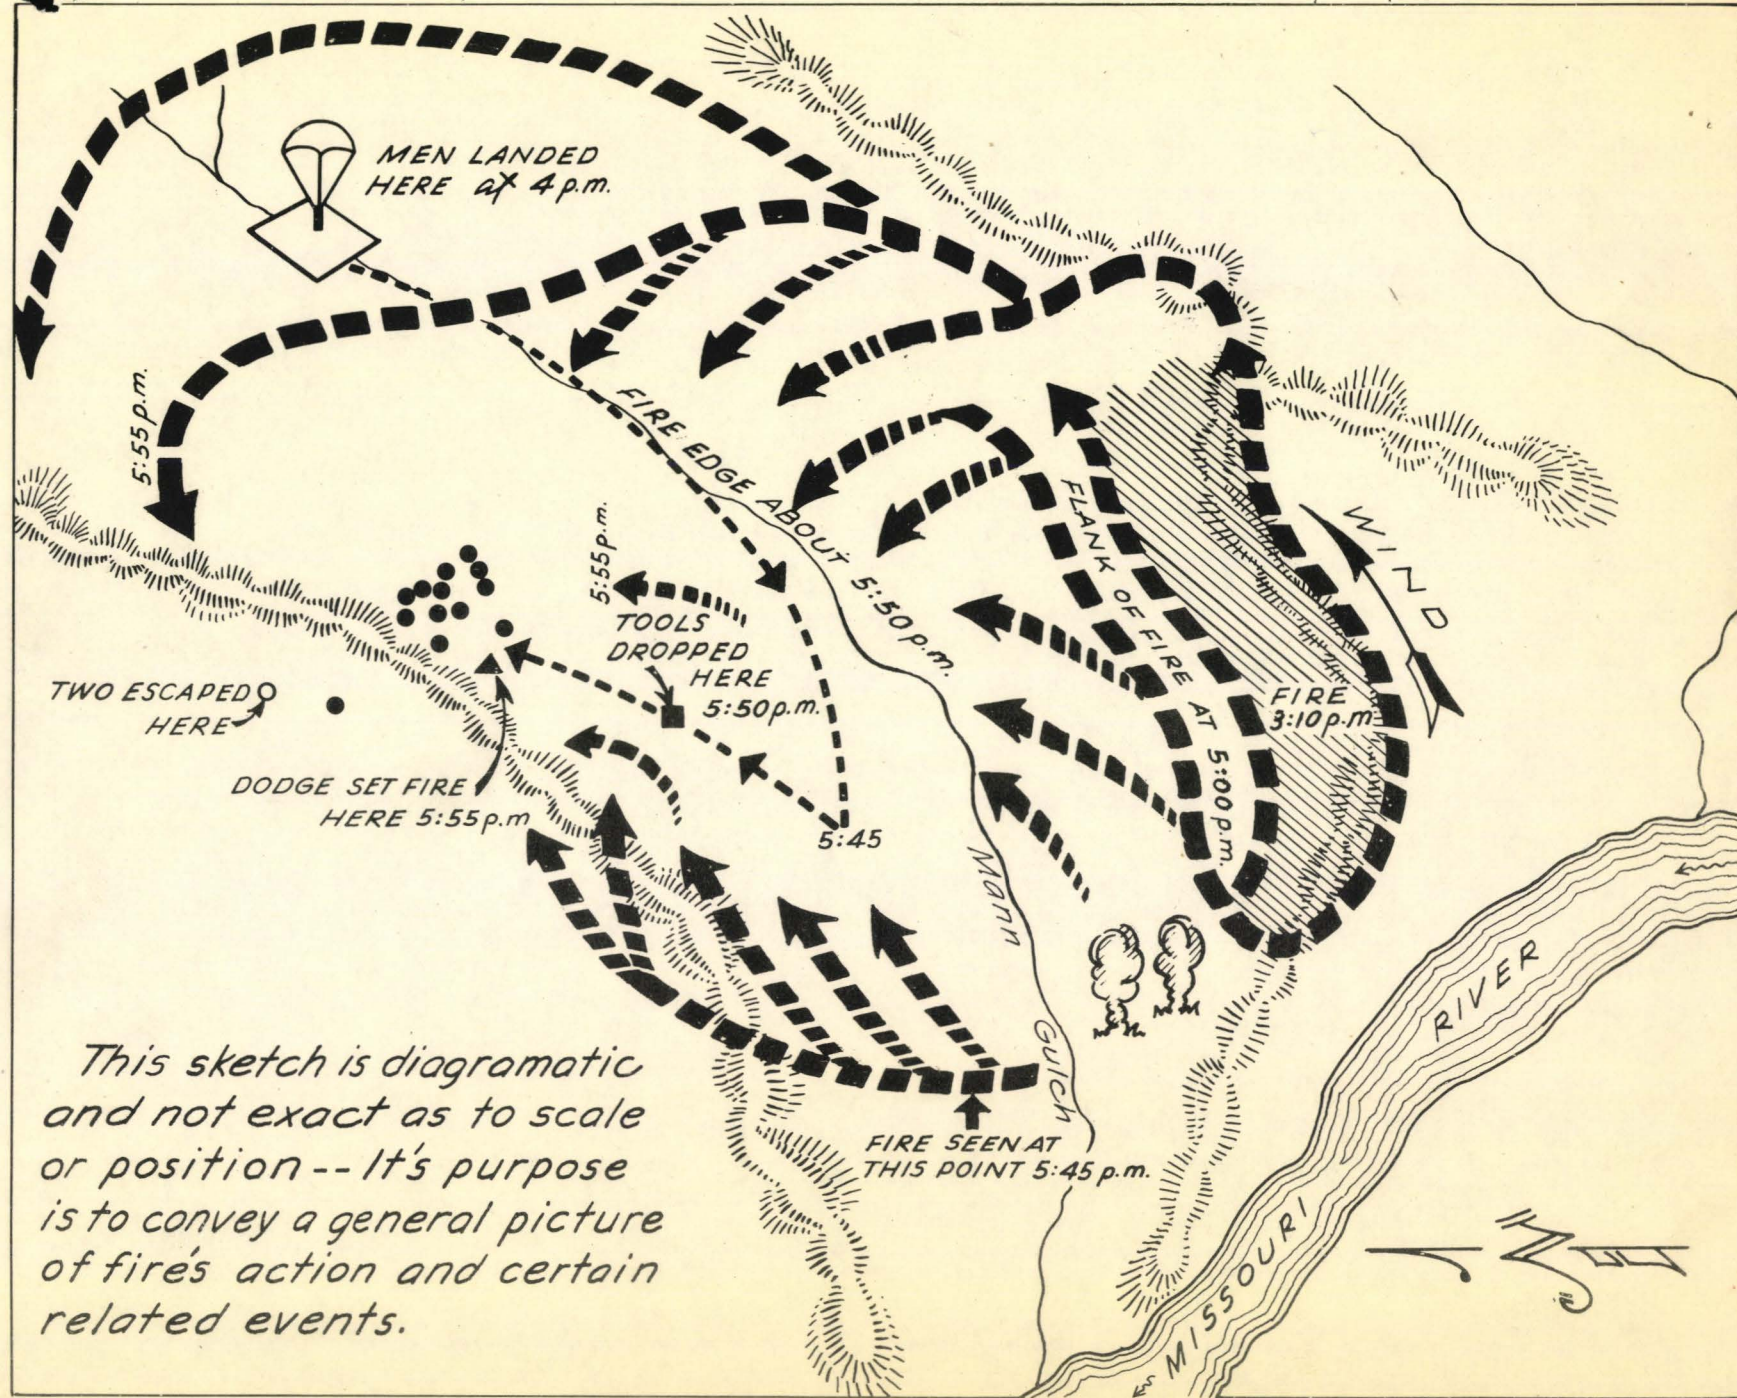 MEN LANDED
HERE at 4 p.m.
5:55 p.m.
FIRE EDGE ABOUT 5:50 p.m.
FLANK OF FIRE AT 5:00 p.m.
WIND
5:55 p.m.
TOOLS
DROPPED
HERE
5:50 p.m.
FIRE
3:10 p.m.
TWO ESCAPED
HERE
DODGE SET FIRE
HERE 5:55 p.m
5:45
Mann Gulch
FIRE SEEN AT
THIS POINT 5:45 p.m.
MISSOURI RIVER
N
This sketch is diagramatic
and not exact as to scale
or position -- It's purpose
is to convey a general picture
of fire's action and certain
related events.